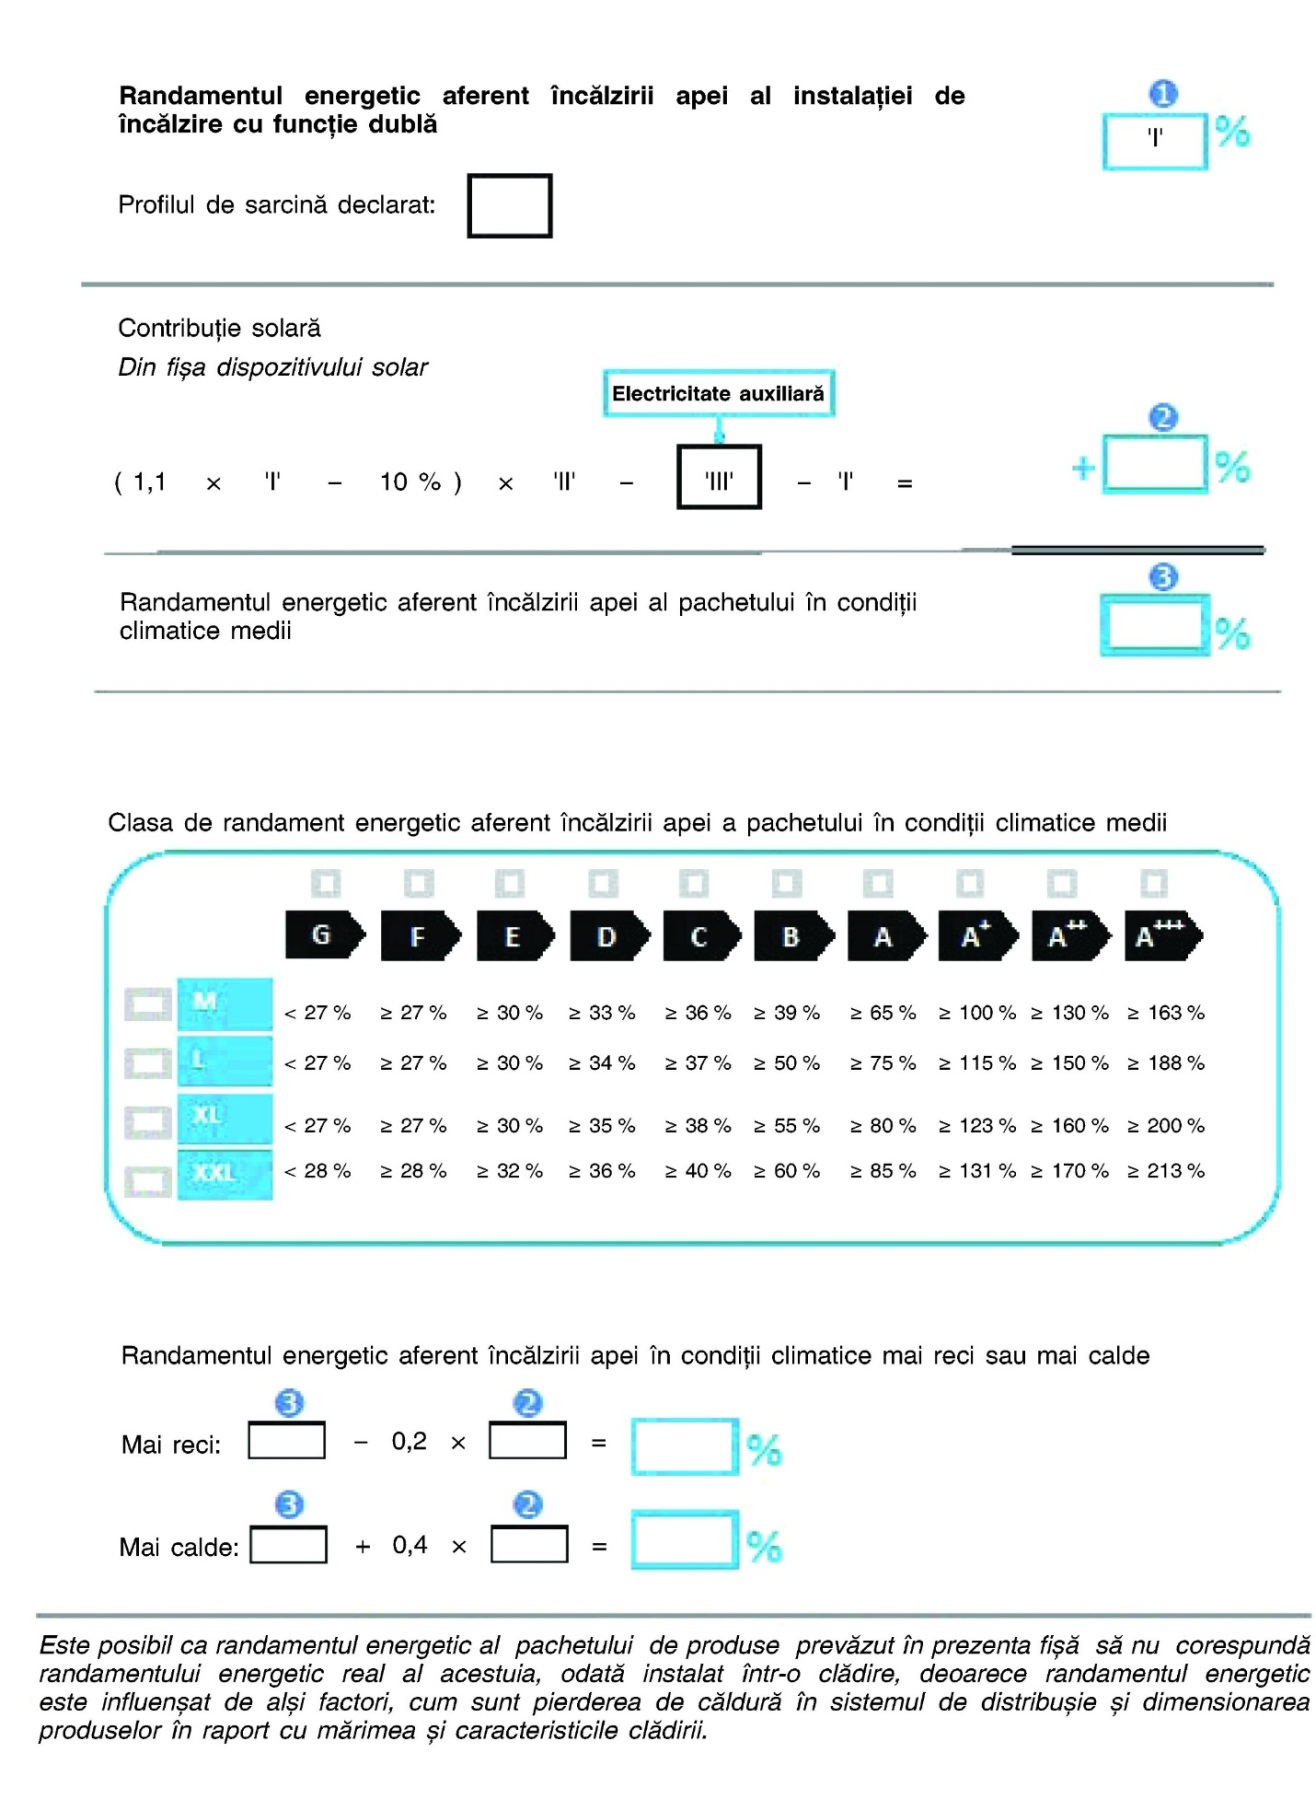 Randamentul energetic aferent încălzirii apei al instalației de
încălzire cu funcție dublă
1
'I' %
Profilul de sarcină declarat:
Contribuție solară
Din fișa dispozitivului solar
Electricitate auxiliară
2
( 1,1 × 'I' – 10 % ) × 'II' – 'III' – 'I' = + %
3
Randamentul energetic aferent încălzirii apei al pachetului în condiții
climatice medii
%
Clasa de randament energetic aferent încălzirii apei a pachetului în condiții climatice medii
G F E D C B A A+ A++ A+++
M < 27 % ≥ 27 % ≥ 30 % ≥ 33 % ≥ 36 % ≥ 39 % ≥ 65 % ≥ 100 % ≥ 130 % ≥ 163 %
L < 27 % ≥ 27 % ≥ 30 % ≥ 34 % ≥ 37 % ≥ 50 % ≥ 75 % ≥ 115 % ≥ 150 % ≥ 188 %
XL < 27 % ≥ 27 % ≥ 30 % ≥ 35 % ≥ 38 % ≥ 55 % ≥ 80 % ≥ 123 % ≥ 160 % ≥ 200 %
XXL < 28 % ≥ 28 % ≥ 32 % ≥ 36 % ≥ 40 % ≥ 60 % ≥ 85 % ≥ 131 % ≥ 170 % ≥ 213 %
Randamentul energetic aferent încălzirii apei în condiții climatice mai reci sau mai calde
3 2
Mai reci: – 0,2 × = %
3 2
Mai calde: + 0,4 × = %
Este posibil ca randamentul energetic al pachetului de produse prevăzut în prezenta fișă să nu corespundă
randamentului energetic real al acestuia, odată instalat într-o clădire, deoarece randamentul energetic
este influenșat de alși factori, cum sunt pierderea de căldură în sistemul de distribușie și dimensionarea
produselor în raport cu mărimea și caracteristicile clădirii.